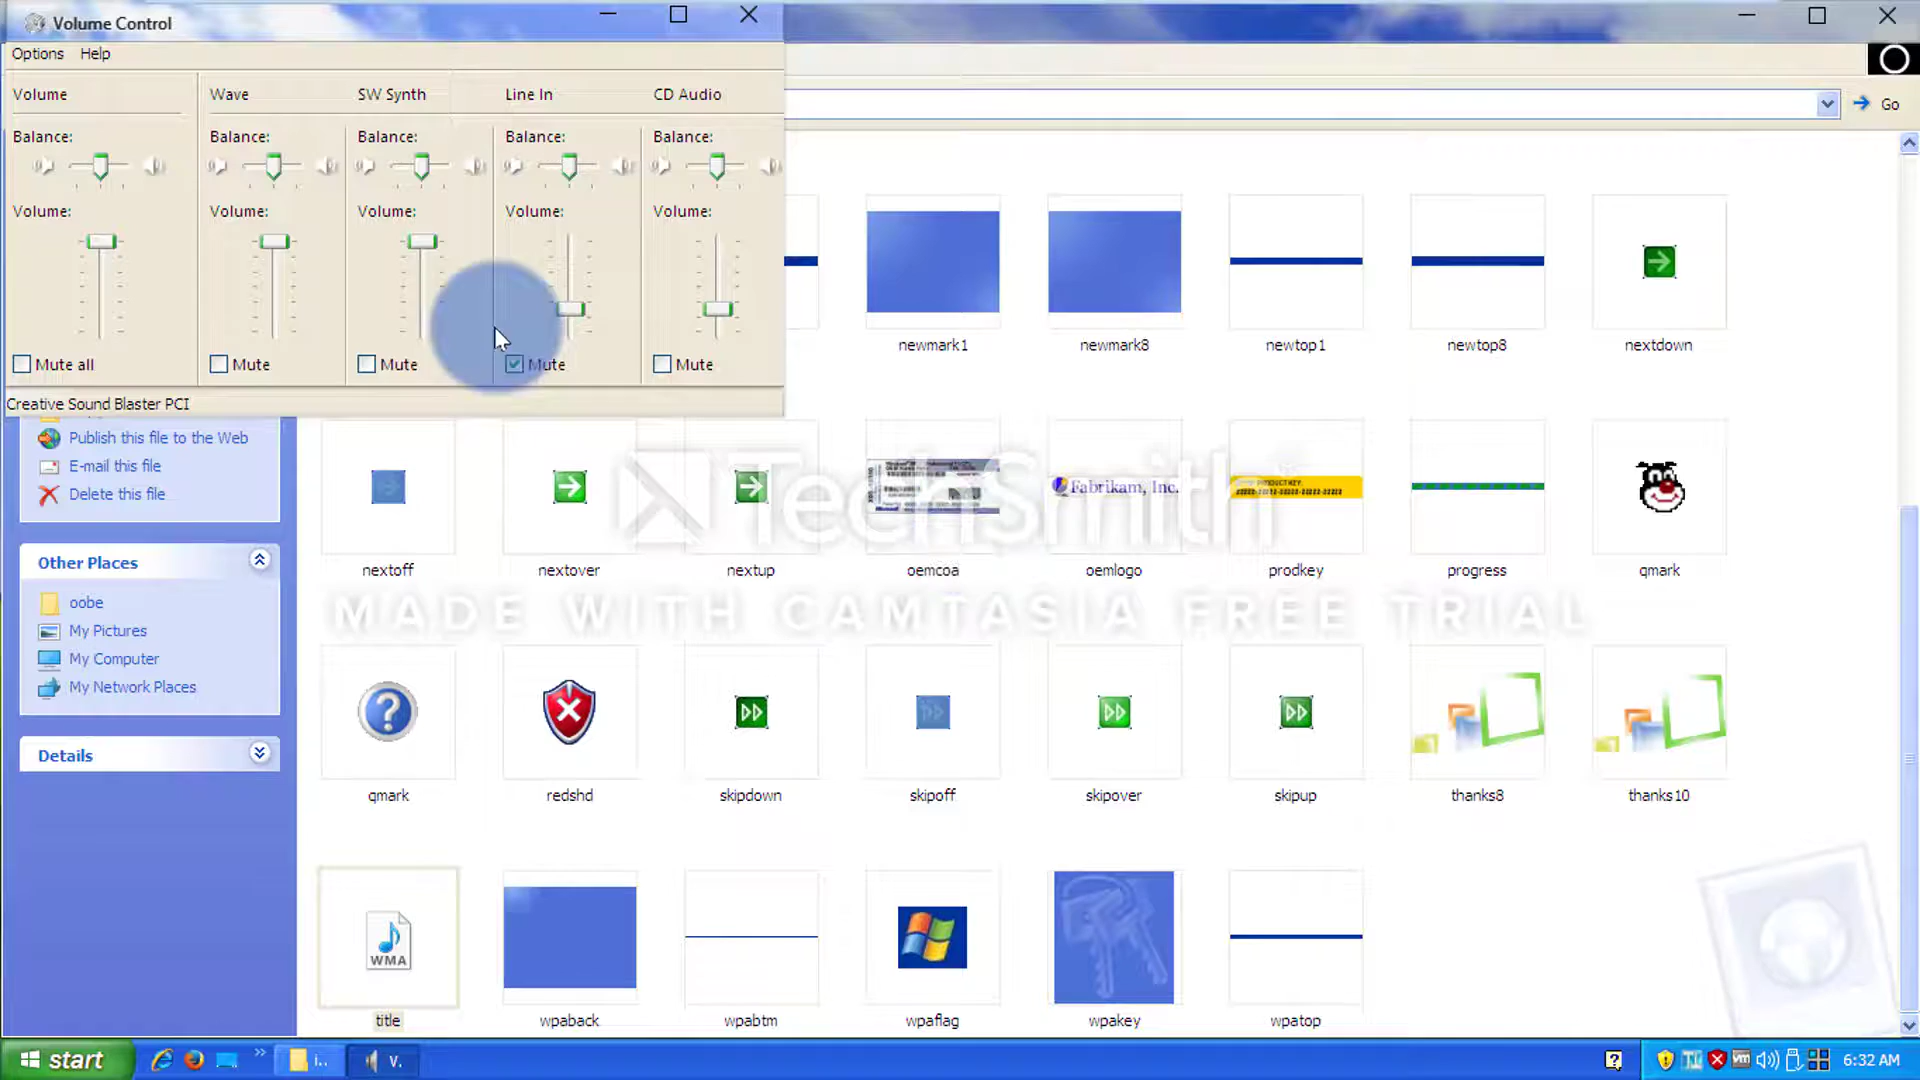 Volume Control
Options Help
Volume Wave SW Synth Line In CD Audio
Balance: Balance: Balance: Balance: Balance:
Volume: Volume: Volume: Volume: Volume:
Mute all Mute Mute Mute Mute
Creative Sound Blaster PCI
Go
newmark1 newmark8 newtop1 newtop8 nextdown
Publish this file to the Web
E-mail this file
Delete this file
Other Places
oobe
My Pictures
My Computer
My Network Places
Details
TechSmith
MADE WITH CAMTASIA FREE TRIAL
Fabrikam, Inc.
PRODUCT KEY:
nextoff nextover nextup oemcoa oemlogo prodkey progress qmark
qmark redshd skipdown skipoff skipover skipup thanks8 thanks10
WMA
title wpaback wpabtm wpaflag wpakey wpatop
start i... V. 6:32 AM